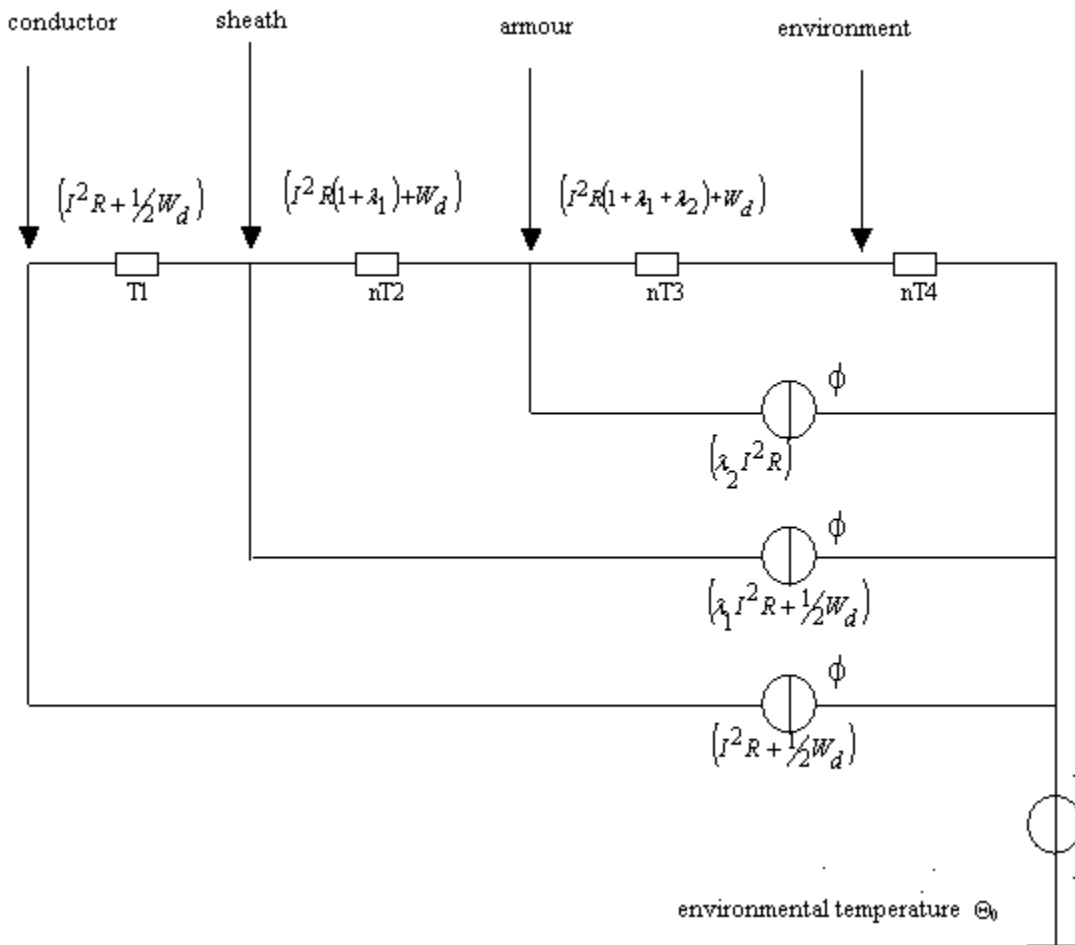 conductor
sheath
armour
environment
(I²R + ½W_d)
(I²R(1 + λ₁) + W_d)
(I²R(1 + λ₁ + λ₂) + W_d)
T1
nT2
nT3
nT4
ϕ
(λ₂I²R)
ϕ
(λ₁I²R + ½W_d)
ϕ
(I²R + ½W_d)
environmental temperature Θ₀